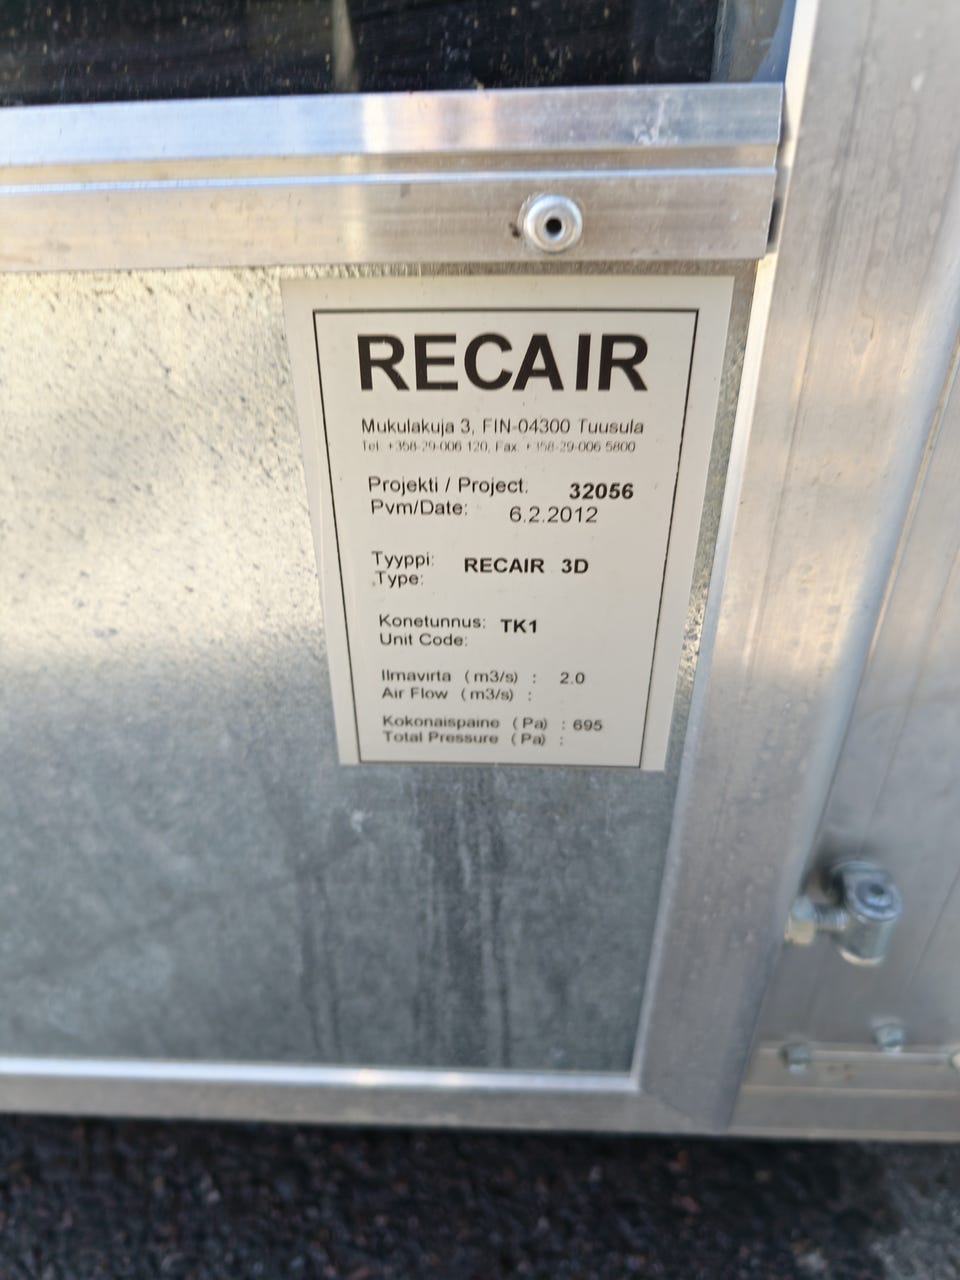 RECAIR
Mukulakuja 3, FIN-04300 Tuusula
Tel. +358-29-006 120, Fax. +358-29-006 5800
Projekti / Project. 32056
Pvm/Date: 6.2.2012
Tyyppi: RECAIR 3D
Type:
Konetunnus: TK1
Unit Code:
Ilmavirta (m3/s) : 2.0
Air Flow (m3/s) :
Kokonaispaine (Pa) : 695
Total Pressure (Pa) :